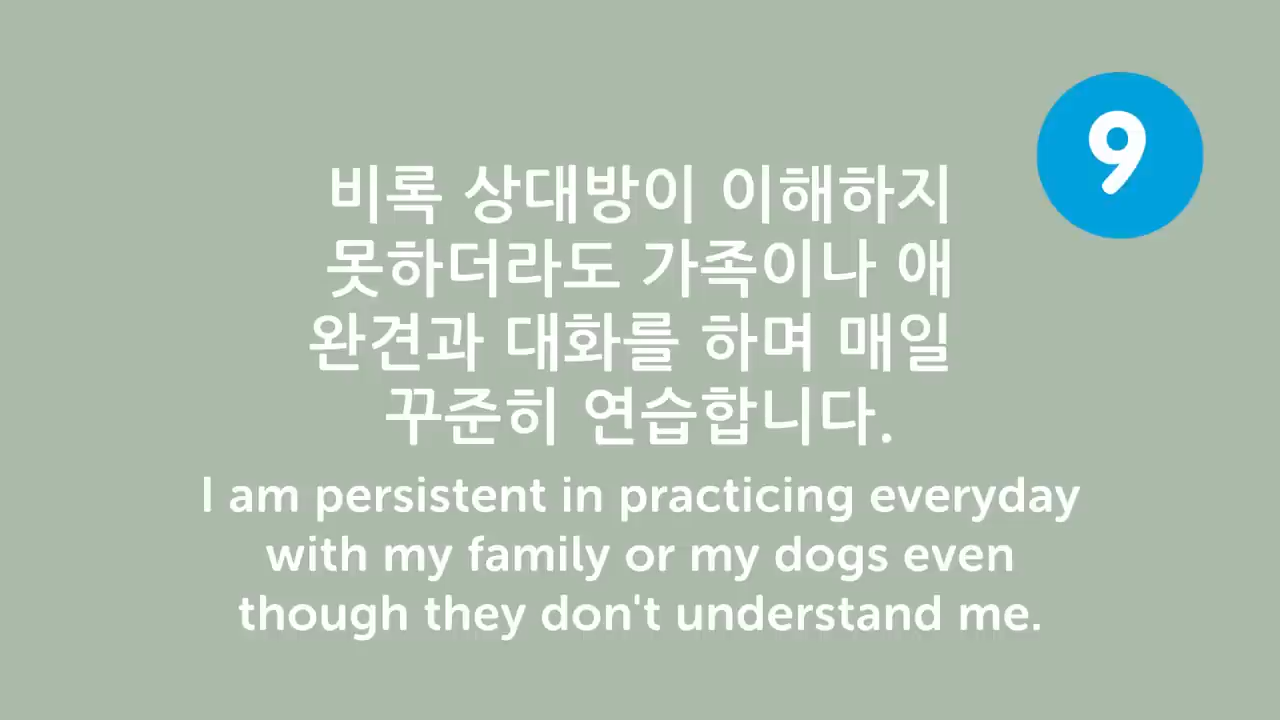 9
비록 상대방이 이해하지
못하더라도 가족이나 애
완견과 대화를 하며 매일
꾸준히 연습합니다.
I am persistent in practicing everyday
with my family or my dogs even
though they don't understand me.